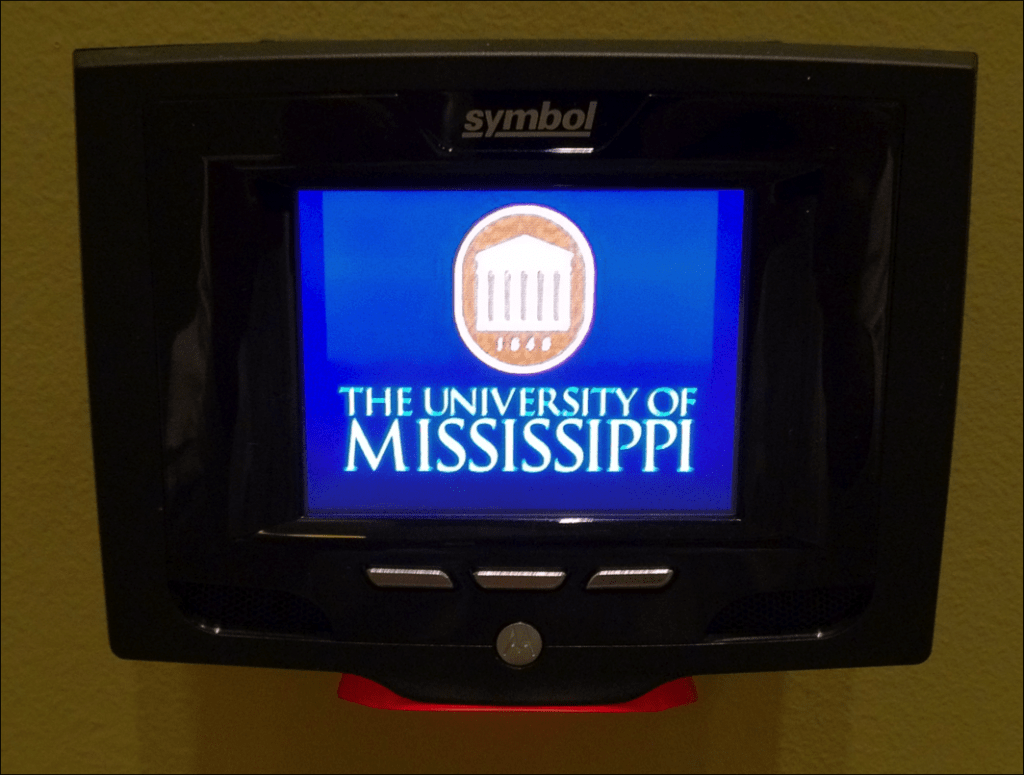 symbol
1848
THE UNIVERSITY OF
MISSISSIPPI